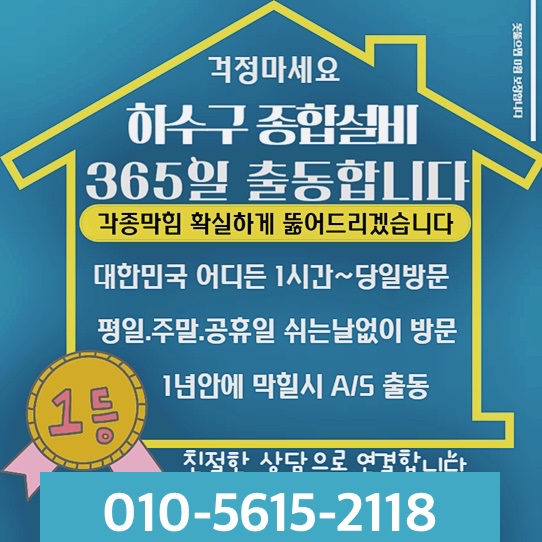 걱정마세요
하수구 종합설비
365일 출동합니다
각종막힘 확실하게 뚫어드리겠습니다
대한민국 어디든 1시간~당일방문
평일.주말.공휴일 쉬는날없이 방문
1년안에 막힐시 A/S 출동
1등
친절한 상담으로 연결합니다
010-5615-2118